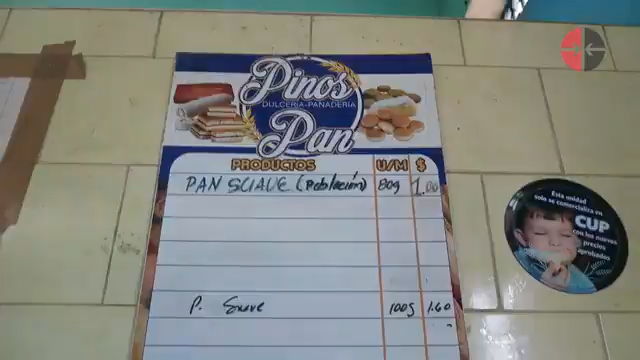 Pinos
DULCERÍA-PANADERÍA
Pan
PRODUCTOS U/M $
PAN SUAVE (Población) 80g 1.00
P. Suave 100g 1.60
Esta unidad
solo se comercializa en
CUP
con los nuevos
precios
aprobados